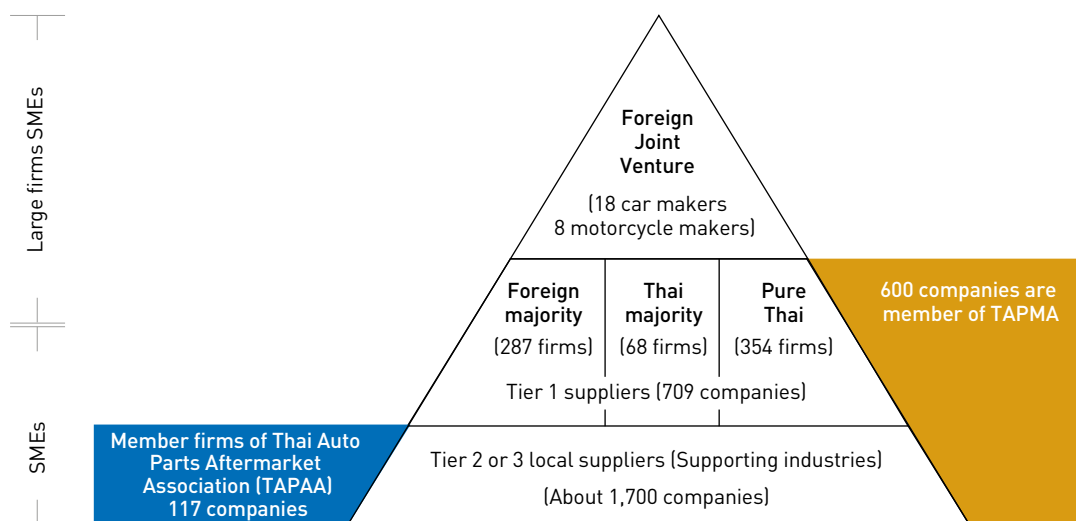 Large firms SMEs
SMEs
Foreign
Joint
Venture
(18 car makers
8 motorcycle makers)
Foreign
majority
(287 firms)
Thai
majority
(68 firms)
Pure
Thai
(354 firms)
Tier 1 suppliers (709 companies)
600 companies are
member of TAPMA
Member firms of Thai Auto
Parts Aftermarket
Association (TAPAA)
117 companies
Tier 2 or 3 local suppliers (Supporting industries)
(About 1,700 companies)